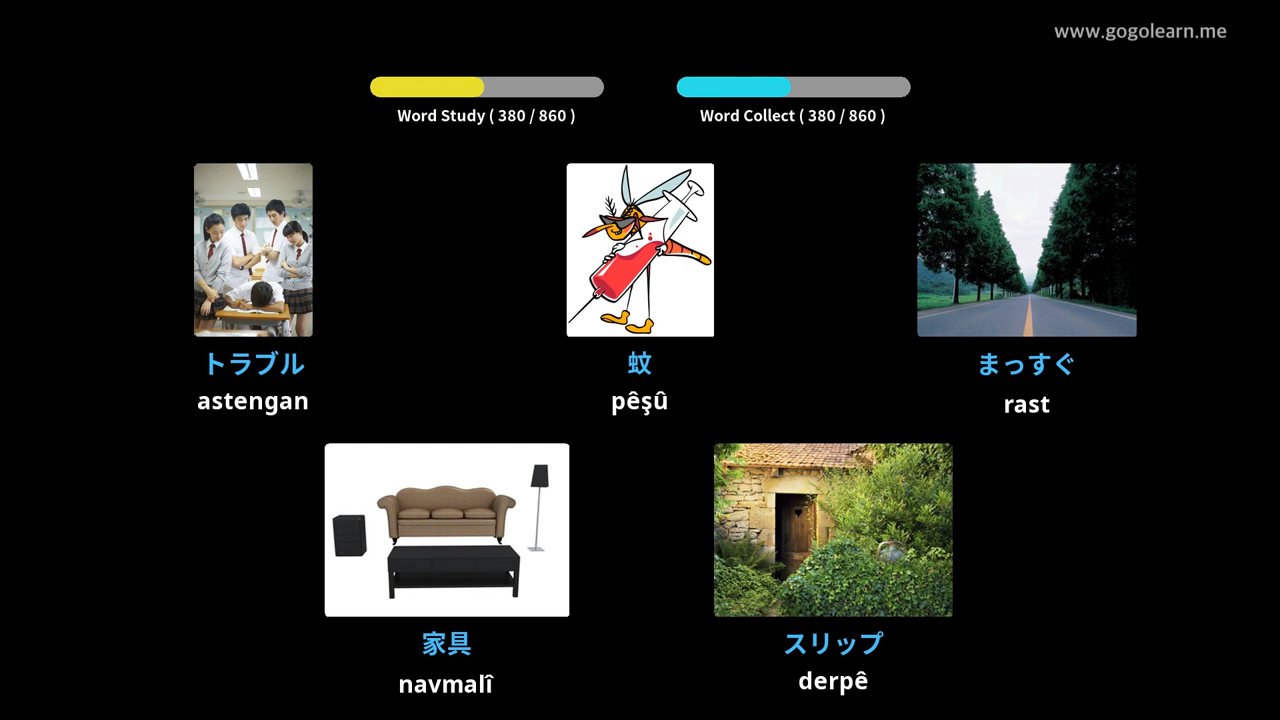 www.gogolearn.me
Word Study ( 380 / 860 )
Word Collect ( 380 / 860 )
トラブル
astengan
蚊
pêşû
まっすぐ
rast
家具
navmalî
スリップ
derpê